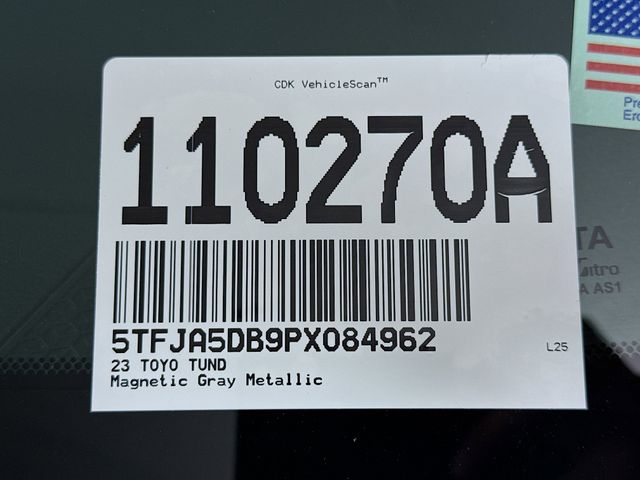 CDK VehicleScan™
110270A
5TFJA5DB9PX084962
L25
23 TOYO TUND
Magnetic Gray Metallic